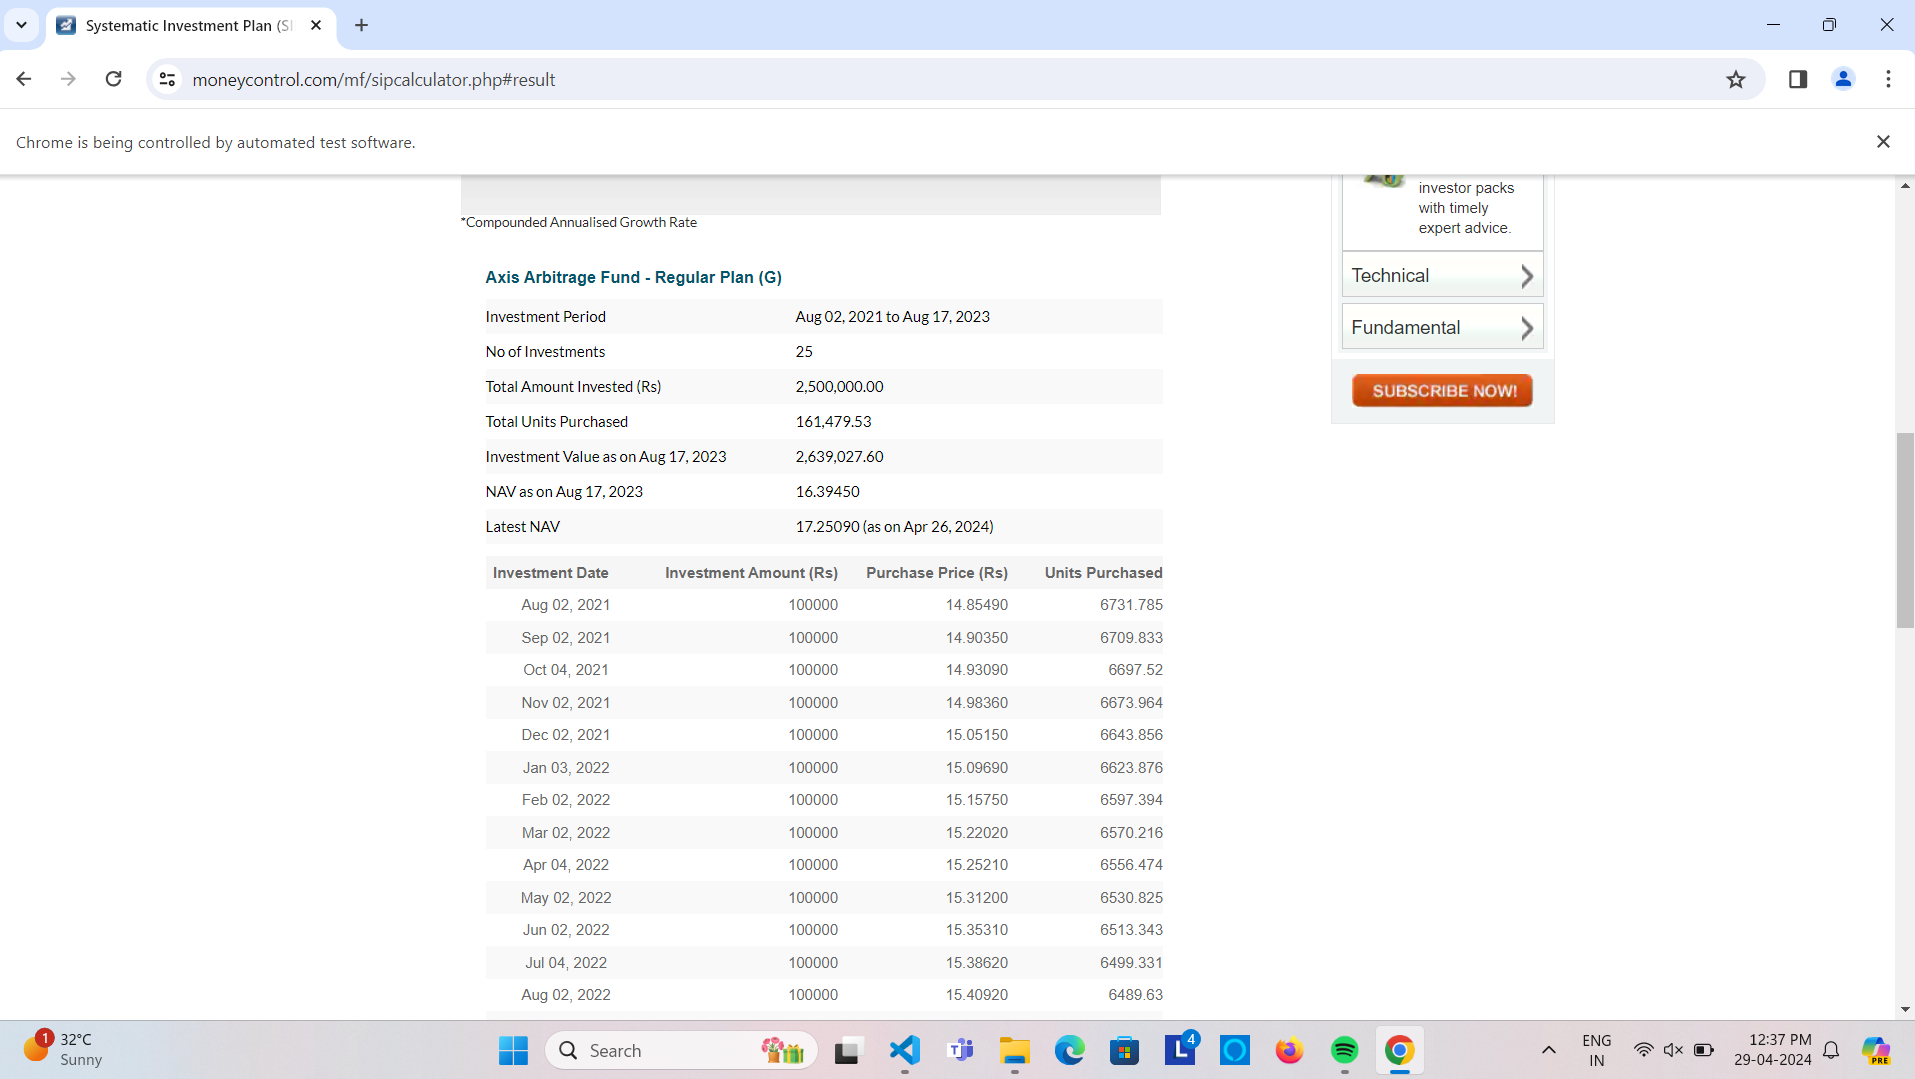 Systematic Investment Plan (SI
moneycontrol.com/mf/sipcalculator.php#result
Chrome is being controlled by automated test software.
investor packs
with timely
expert advice.
Technical
Fundamental
SUBSCRIBE NOW!
*Compounded Annualised Growth Rate
Axis Arbitrage Fund - Regular Plan (G)
Investment Period Aug 02, 2021 to Aug 17, 2023
No of Investments 25
Total Amount Invested (Rs) 2,500,000.00
Total Units Purchased 161,479.53
Investment Value as on Aug 17, 2023 2,639,027.60
NAV as on Aug 17, 2023 16.39450
Latest NAV 17.25090 (as on Apr 26, 2024)
Investment Date Investment Amount (Rs) Purchase Price (Rs) Units Purchased
Aug 02, 2021 100000 14.85490 6731.785
Sep 02, 2021 100000 14.90350 6709.833
Oct 04, 2021 100000 14.93090 6697.52
Nov 02, 2021 100000 14.98360 6673.964
Dec 02, 2021 100000 15.05150 6643.856
Jan 03, 2022 100000 15.09690 6623.876
Feb 02, 2022 100000 15.15750 6597.394
Mar 02, 2022 100000 15.22020 6570.216
Apr 04, 2022 100000 15.25210 6556.474
May 02, 2022 100000 15.31200 6530.825
Jun 02, 2022 100000 15.35310 6513.343
Jul 04, 2022 100000 15.38620 6499.331
Aug 02, 2022 100000 15.40920 6489.63
1
32°C
Sunny
Search
T
L
4
ENG
IN
12:37 PM
29-04-2024
PRE